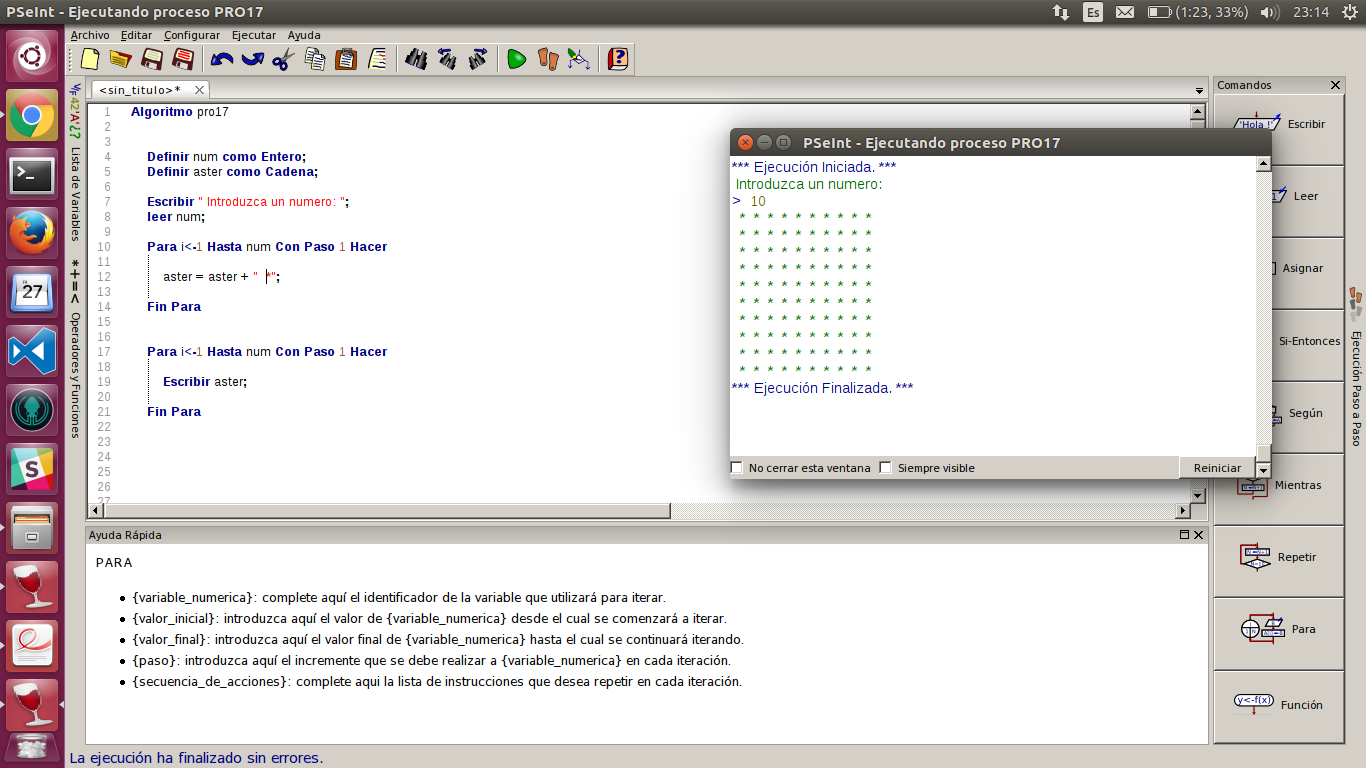 PSeInt - Ejecutando proceso PRO17
Es
(1:23, 33%)
23:14
Archivo Editar Configurar Ejecutar Ayuda
<sin_titulo>*
Lista de Variables
Operadores y Funciones
1 Algoritmo pro17
2
3
4 Definir num como Entero;
5 Definir aster como Cadena;
6
7 Escribir " Introduzca un numero: ";
8 leer num;
9
10 Para i<-1 Hasta num Con Paso 1 Hacer
11
12 aster = aster + "  *";
13
14 Fin Para
15
16
17 Para i<-1 Hasta num Con Paso 1 Hacer
18
19 Escribir aster;
20
21 Fin Para
22
23
24
25
26
27
PSeInt - Ejecutando proceso PRO17
*** Ejecución Iniciada. ***
Introduzca un numero:
> 10
* * * * * * * * * *
* * * * * * * * * *
* * * * * * * * * *
* * * * * * * * * *
* * * * * * * * * *
* * * * * * * * * *
* * * * * * * * * *
* * * * * * * * * *
* * * * * * * * * *
* * * * * * * * * *
*** Ejecución Finalizada. ***
No cerrar esta ventana
Siempre visible
Reiniciar
Comandos
'Hola !'
Escribir
Leer
Asignar
Si-Entonces
Según
Mientras
Repetir
Para
y<-f(x)
Función
Ejecución Paso a Paso
27
Ayuda Rápida
PARA
• {variable_numerica}: complete aquí el identificador de la variable que utilizará para iterar.
• {valor_inicial}: introduzca aquí el valor de {variable_numerica} desde el cual se comenzará a iterar.
• {valor_final}: introduzca aquí el valor final de {variable_numerica} hasta el cual se continuará iterando.
• {paso}: introduzca aquí el incremente que se debe realizar a {variable_numerica} en cada iteración.
• {secuencia_de_acciones}: complete aqui la lista de instrucciones que desea repetir en cada iteración.
La ejecución ha finalizado sin errores.